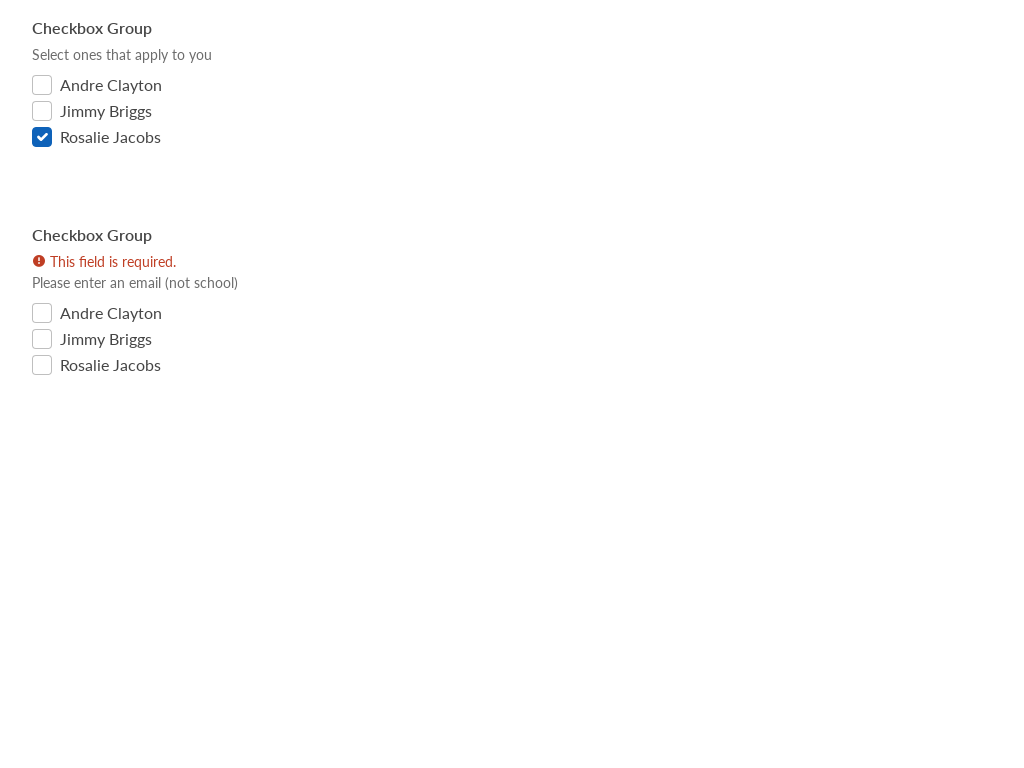 Checkbox Group
Select ones that apply to you
Andre Clayton
Jimmy Briggs
Rosalie Jacobs
Checkbox Group
This field is required.
Please enter an email (not school)
Andre Clayton
Jimmy Briggs
Rosalie Jacobs